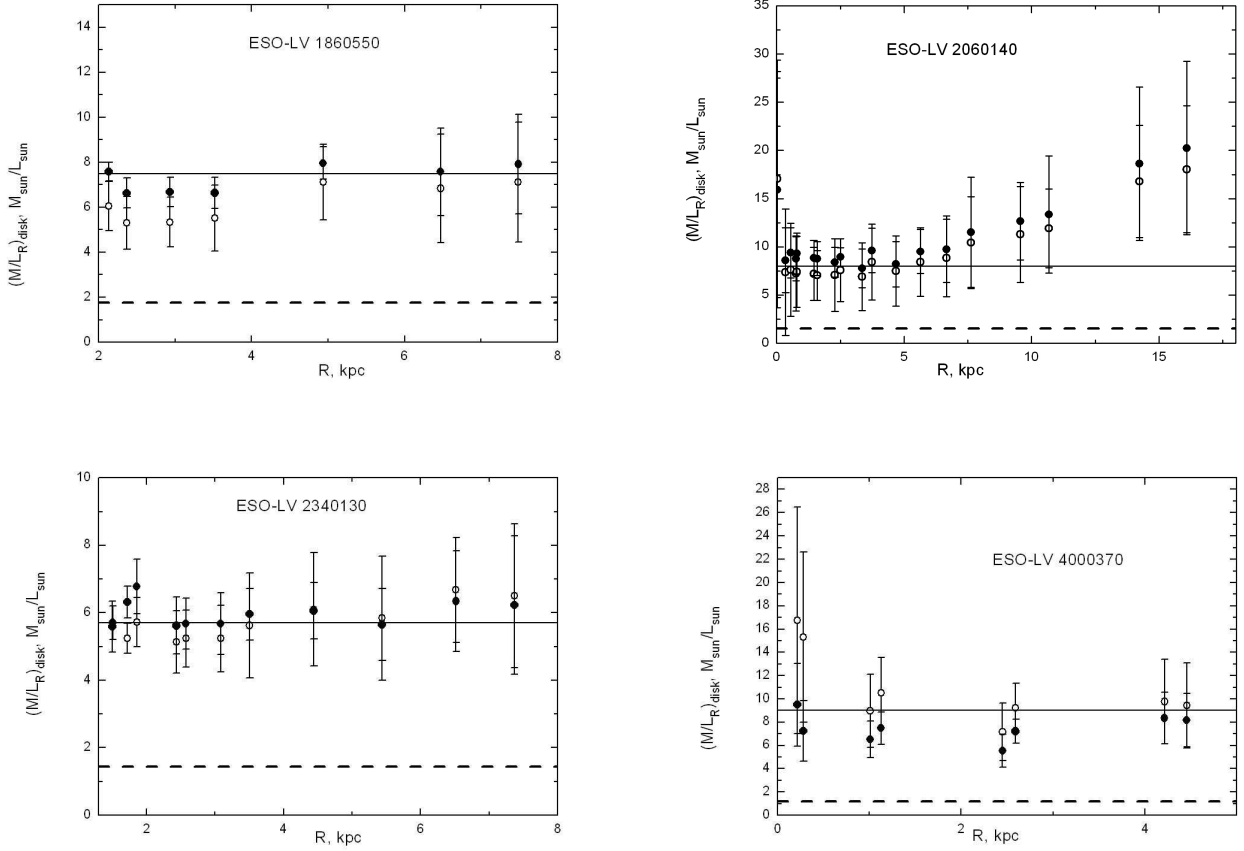 ESO-LV 1860550
14
12
10
8
6
4
2
0
(M/L_R)_disk, M_sun/L_sun
2 4 6 8
R, kpc
ESO-LV 2060140
35
30
25
20
15
10
5
0
(M/L_R)_disk, M_sun/L_sun
0 5 10 15
R, kpc
ESO-LV 2340130
10
8
6
4
2
0
(M/L_R)_disk, M_sun/L_sun
2 4 6 8
R, kpc
ESO-LV 4000370
28
26
24
22
20
18
16
14
12
10
8
6
4
2
1
0
(M/L_R)_disk, M_sun/L_sun
0 2 4
R, kpc